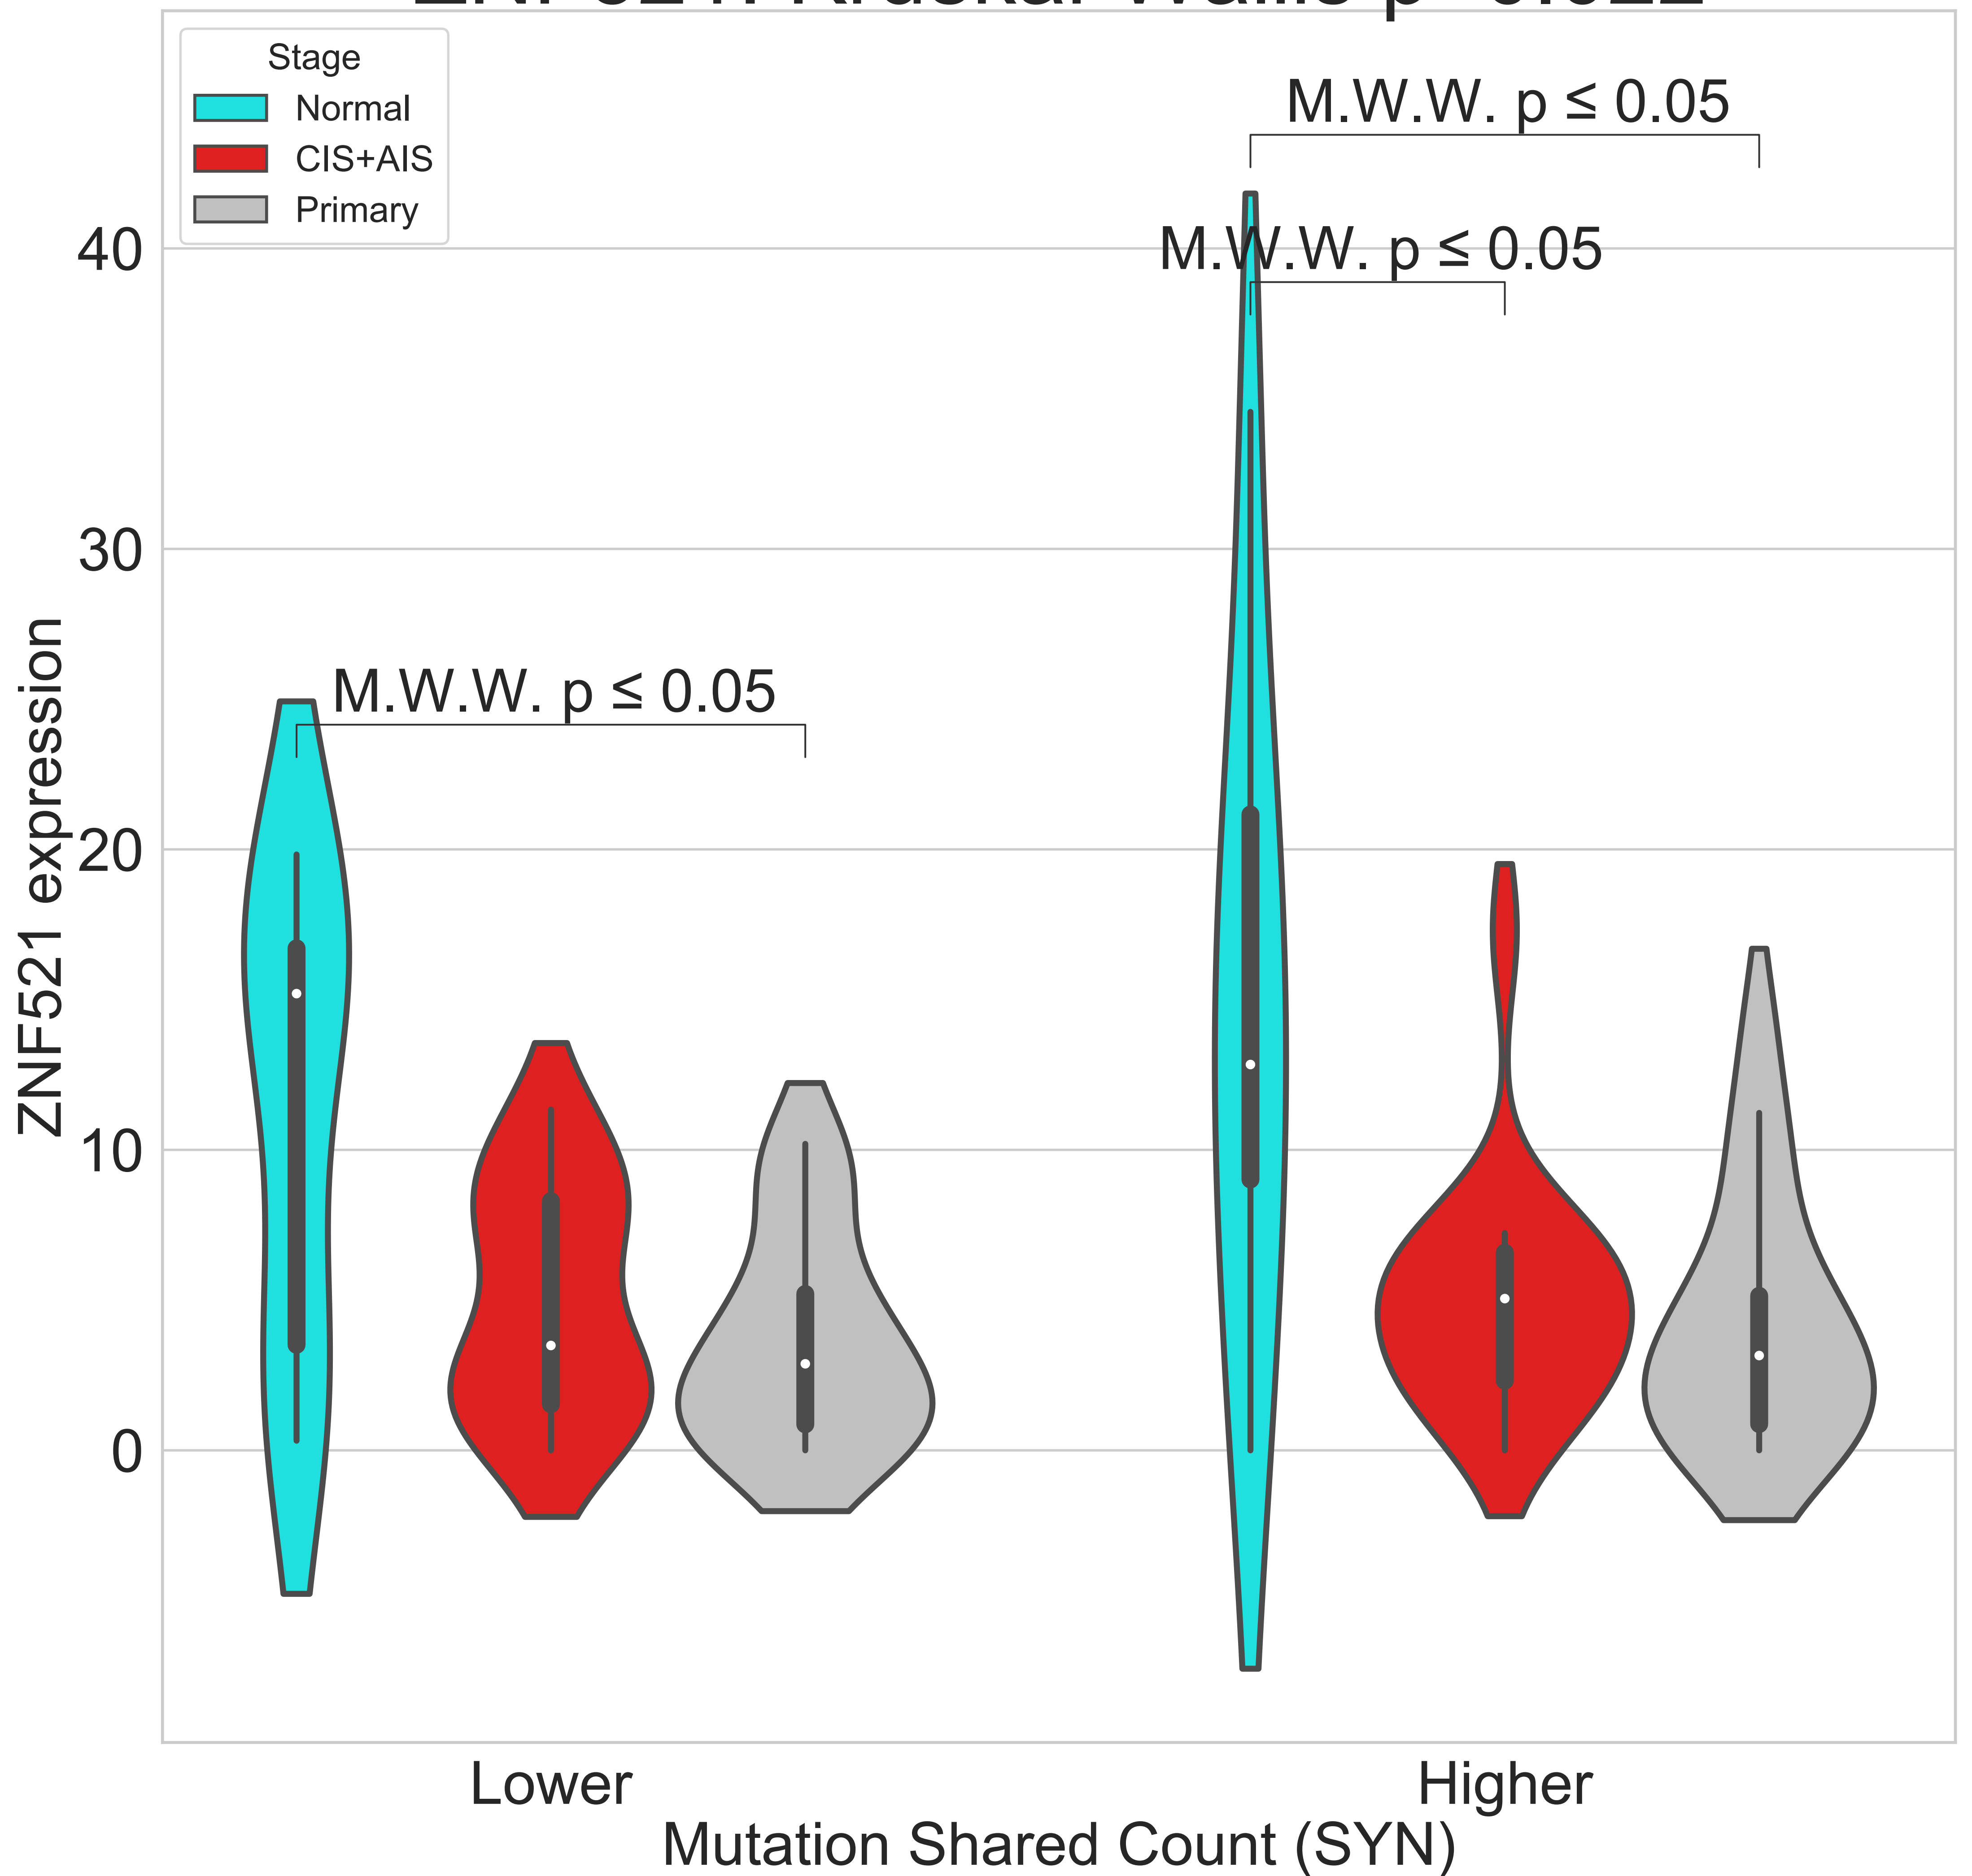 Stage
Normal
CIS+AIS
Primary
M.W.W. p ≤ 0.05
M.W.W. p ≤ 0.05
M.W.W. p ≤ 0.05
40
30
20
10
0
ZNF521 expression
Lower
Higher
Mutation Shared Count (SYN)